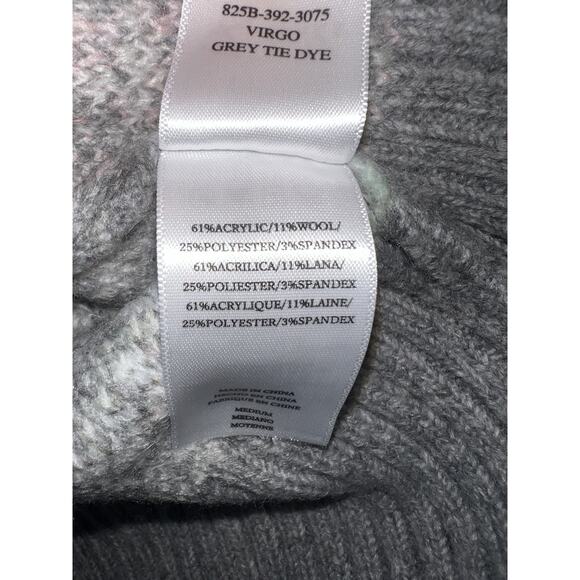 825B-392-3075
VIRGO
GREY TIE DYE
61%ACRYLIC/11%WOOL/
25%POLYESTER/3%SPANDEX
61%ACRILICA/11%LANA/
25%POLIESTER/3%SPANDEX
61%ACRYLIQUE/11%LAINE/
25%POLYESTER/3%SPANDEX
MADE IN CHINA
HECHO EN CHINA
FABRIQUE EN CHINE
MEDIUM
MEDIANO
MOYENNE